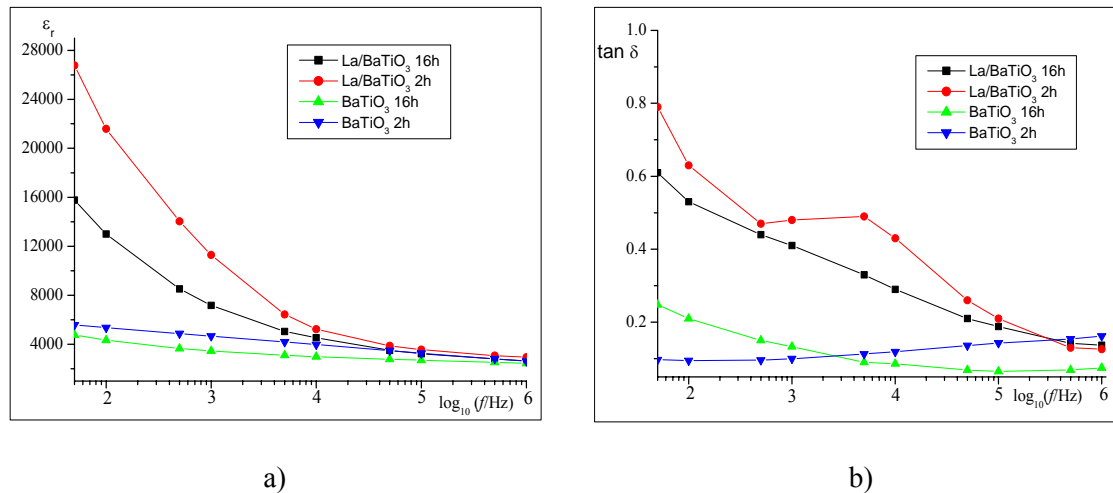 εr
28000
24000
20000
16000
12000
8000
4000
La/BaTiO3 16h
La/BaTiO3 2h
BaTiO3 16h
BaTiO3 2h
2 3 4 5 6
log10 (f/Hz)
a)
tan δ
1.0
0.8
0.6
0.4
0.2
La/BaTiO3 16h
La/BaTiO3 2h
BaTiO3 16h
BaTiO3 2h
2 3 4 5 6
log10 (f/Hz)
b)